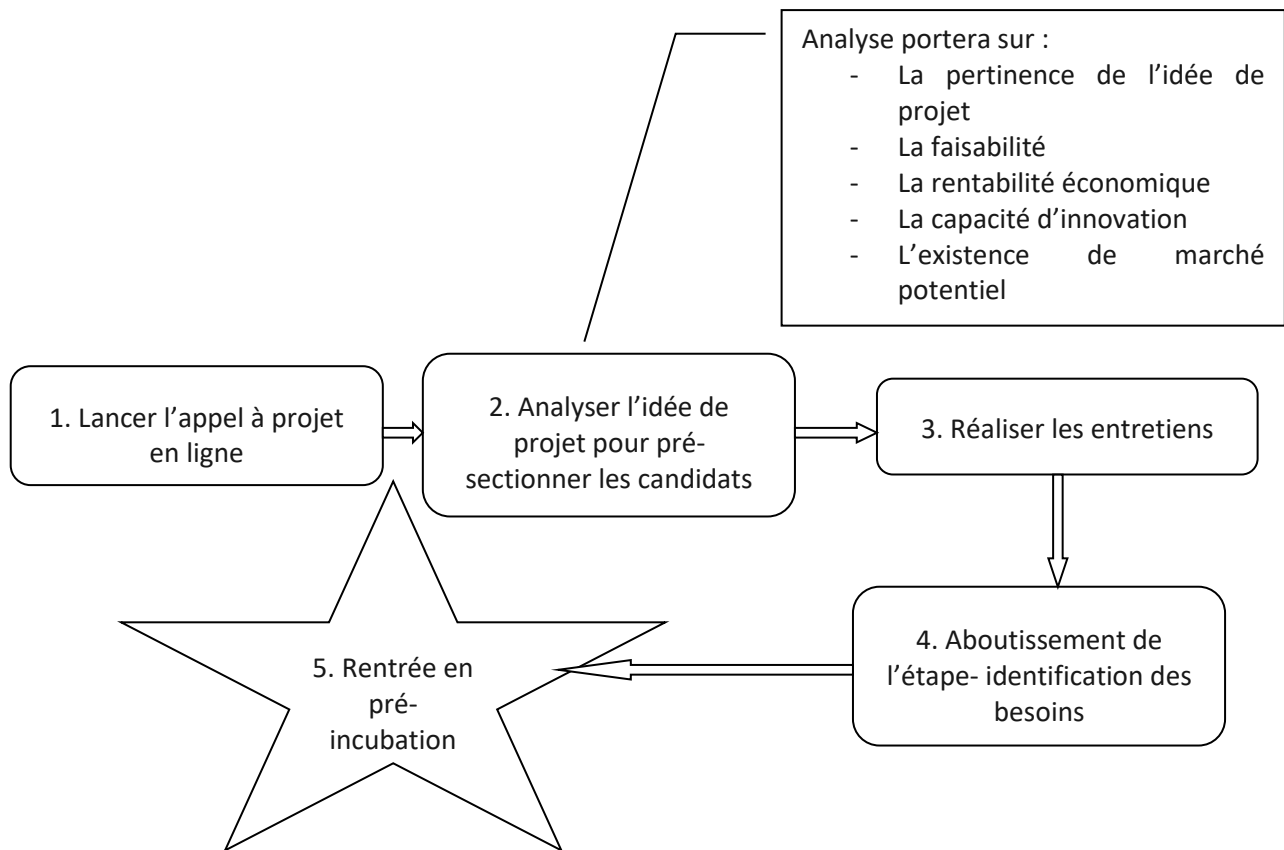 Analyse portera sur :
- La pertinence de l’idée de
projet
- La faisabilité
- La rentabilité économique
- La capacité d’innovation
- L’existence de marché
potentiel
1. Lancer l’appel à projet
en ligne
2. Analyser l’idée de
projet pour pré-
sectionner les candidats
3. Réaliser les entretiens
4. Aboutissement de
l’étape- identification des
besoins
5. Rentrée en
pré-
incubation